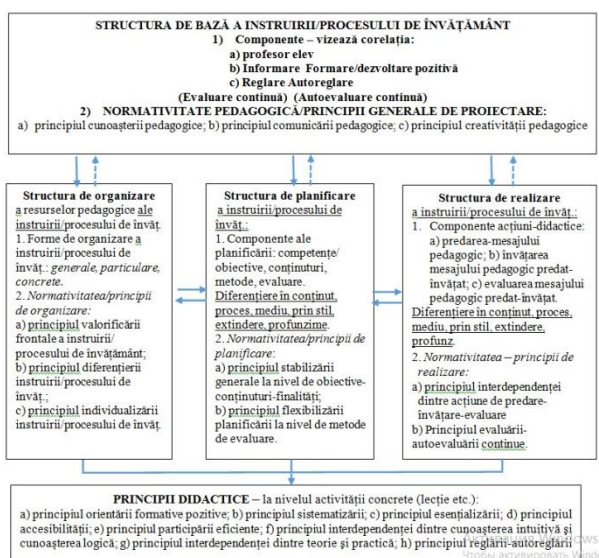 STRUCTURA DE BAZĂ A INSTRUIRII/PROCESULUI DE ÎNVĂȚĂMÂNT
1) Componente – vizează corelația:
a) profesor elev
b) Informare Formare/dezvoltare pozitivă
c) Reglare Autoreglare
(Evaluare continuă) (Autoevaluare continuă)
2) NORMATIVITATE PEDAGOGICĂ/PRINCIPII GENERALE DE PROIECTARE:
a) principiul cunoașterii pedagogice; b) principiul comunicării pedagogice; c) principiul creativității pedagogice
Structura de organizare
a resurselor pedagogice ale
instruirii/procesului de învăț.
1. Forme de organizare a
instruirii/procesului de
învăț.: generale, particulare,
concrete.
2. Normativitatea/principii
de organizare:
a) principiul valorificării
frontale a instruirii/
procesului de învățământ;
b) principiul diferențierii
instruirii/procesului de
învăț.;
c) principiul individualizării
instruirii/procesului de învăț.
Structura de planificare
a instruirii/procesului de
învăț.:
1. Componente ale
planificării: competențe/
obiective, conținuturi,
metode, evaluare.
Diferențiere în conținut,
proces, mediu, prin stil,
extindere, profunzime.
2. Normativitatea/principii de
planificare:
a) principiul stabilizării
generale la nivel de obiective-
conținuturi-finalități;
b) principiul flexibilizării
planificării la nivel de metode
de evaluare.
Structura de realizare
a instruirii/procesului de învăț.:
1. Componente acțiuni-didactice:
a) predarea-mesajului
pedagogic; b) învățarea
mesajului pedagogic predat-
învățat; c) evaluarea mesajului
pedagogic predat-învățat.
Diferențiere în conținut, proces,
mediu, prin stil, extindere,
profunz.
2. Normativitatea – principii de
realizare:
a) principiul interdependenței
dintre acțiune de predare-
învățare-evaluare
b) Principiul evaluării-
autoevaluării continue.
PRINCIPII DIDACTICE – la nivelul activității concrete (lecție etc.):
a) principiul orientării formative pozitive; b) principiul sistematizării; c) principiul esențializării; d) principiul
accesibilității; e) principiul participării eficiente; f) principiul interdependenței dintre cunoașterea intuitivă și
cunoașterea logică; g) principiul interdependenței dintre teorie și practică; h) principiul reglării-autoreglării